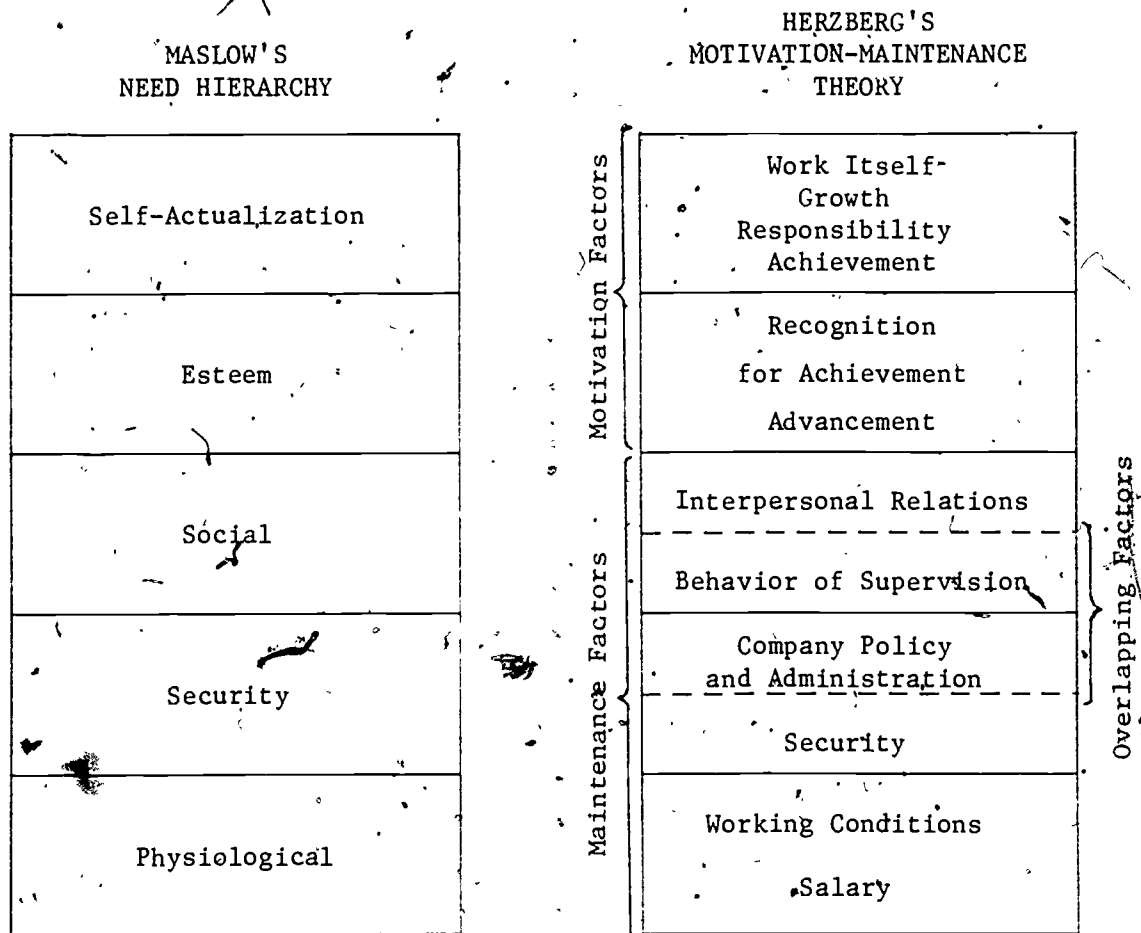 MASLOW'S
NEED HIERARCHY
Self-Actualization
Esteem
Social
Security
Physiological
HERZBERG'S
MOTIVATION-MAINTENANCE
THEORY
Motivation Factors
Work Itself-
Growth
Responsibility
Achievement
Recognition
for Achievement
Advancement
Maintenance Factors
Interpersonal Relations
Behavior of Supervision
Company Policy
and Administration
Security
Working Conditions
Salary
Overlapping Factors